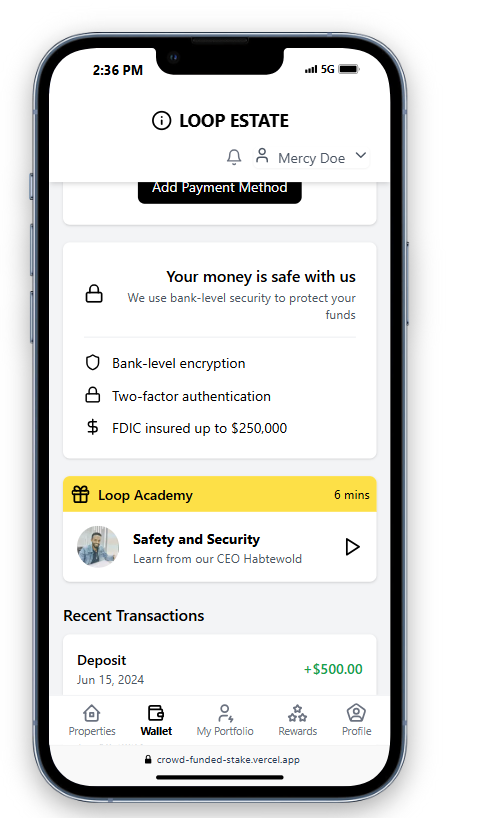 2:36 PM
5G
LOOP ESTATE
Mercy Doe
Add Payment Method
Your money is safe with us
We use bank-level security to protect your
funds
Bank-level encryption
Two-factor authentication
FDIC insured up to $250,000
Loop Academy
6 mins
Safety and Security
Learn from our CEO Habtewold
Recent Transactions
Deposit
+$500.00
Jun 15, 2024
Properties
Wallet
My Portfolio
Rewards
Profile
crowd-funded-stake.vercel.app